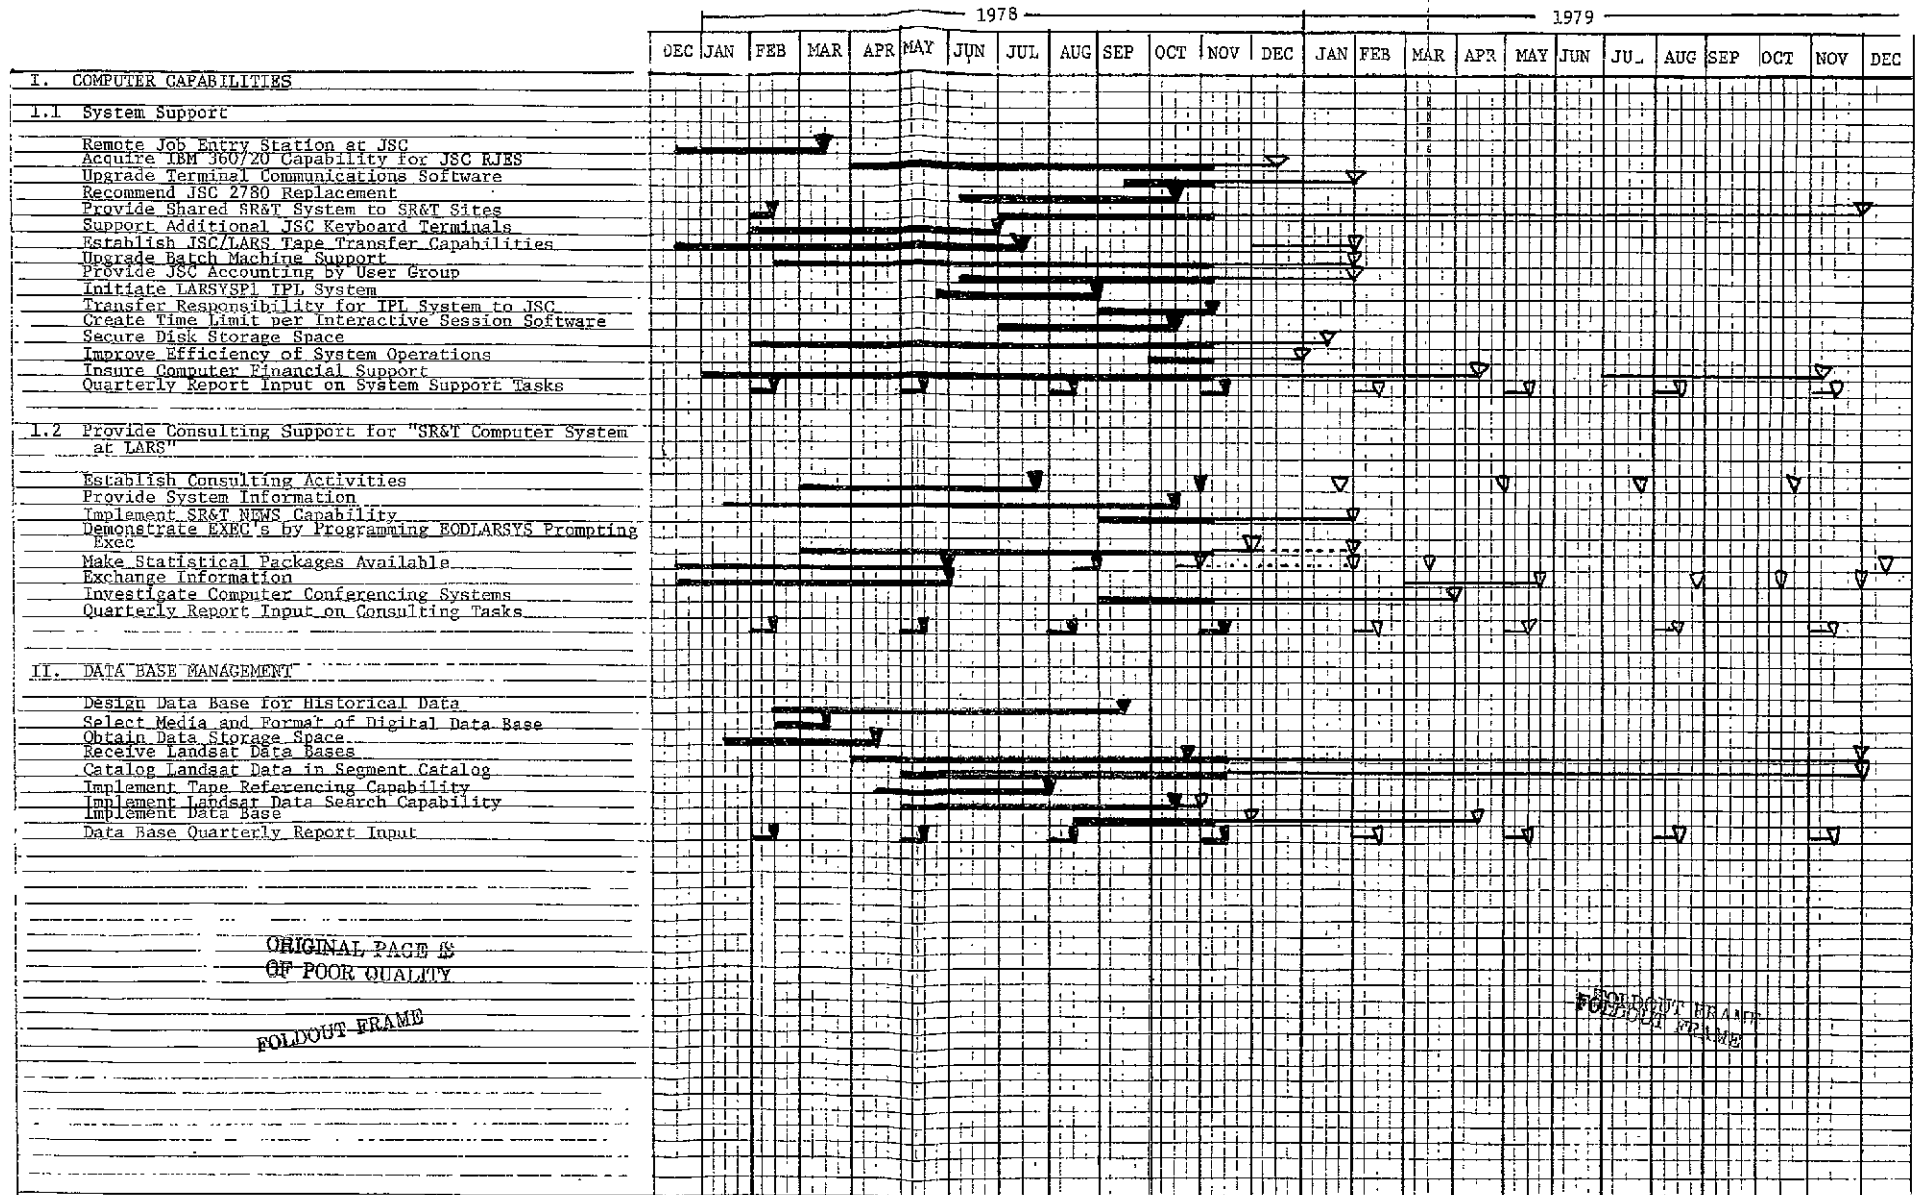 1978 1979
DEC JAN FEB MAR APR MAY JUN JUL AUG SEP OCT NOV DEC JAN FEB MAR APR MAY JUN JUL AUG SEP OCT NOV DEC
I. COMPUTER CAPABILITIES
1.1 System Support
Remote Job Entry Station at JSC
Acquire IBM 360/20 Capability for JSC RJES
Upgrade Terminal Communications Software
Recommend JSC 2780 Replacement
Provide Shared SR&T System to SR&T Sites
Support Additional JSC Keyboard Terminals
Establish JSC/LARS Tape Transfer Capabilities
Upgrade Batch Machine Support
Provide JSC Accounting by User Group
Initiate LARSYSP1 IPL System
Transfer Responsibility for IPL System to JSC
Create Time Limit per Interactive Session Software
Secure Disk Storage Space
Improve Efficiency of System Operations
Insure Computer Financial Support
Quarterly Report Input on System Support Tasks
1.2 Provide Consulting Support for "SR&T Computer System
at LARS"
Establish Consulting Activities
Provide System Information
Implement SR&T NEWS Capability
Demonstrate EXEC's by Programming EODLARSYS Prompting
Exec
Make Statistical Packages Available
Exchange Information
Investigate Computer Conferencing Systems
Quarterly Report Input on Consulting Tasks
II. DATA BASE MANAGEMENT
Design Data Base for Historical Data
Select Media and Format of Digital Data Base
Obtain Data Storage Space
Receive Landsat Data Bases
Catalog Landsat Data in Segment Catalog
Implement Tape Referencing Capability
Implement Landsat Data Search Capability
Implement Data Base
Data Base Quarterly Report Input
ORIGINAL PAGE IS
OF POOR QUALITY
FOLDOUT FRAME
FOLDOUT FRAME
FOLDOUT FRAME